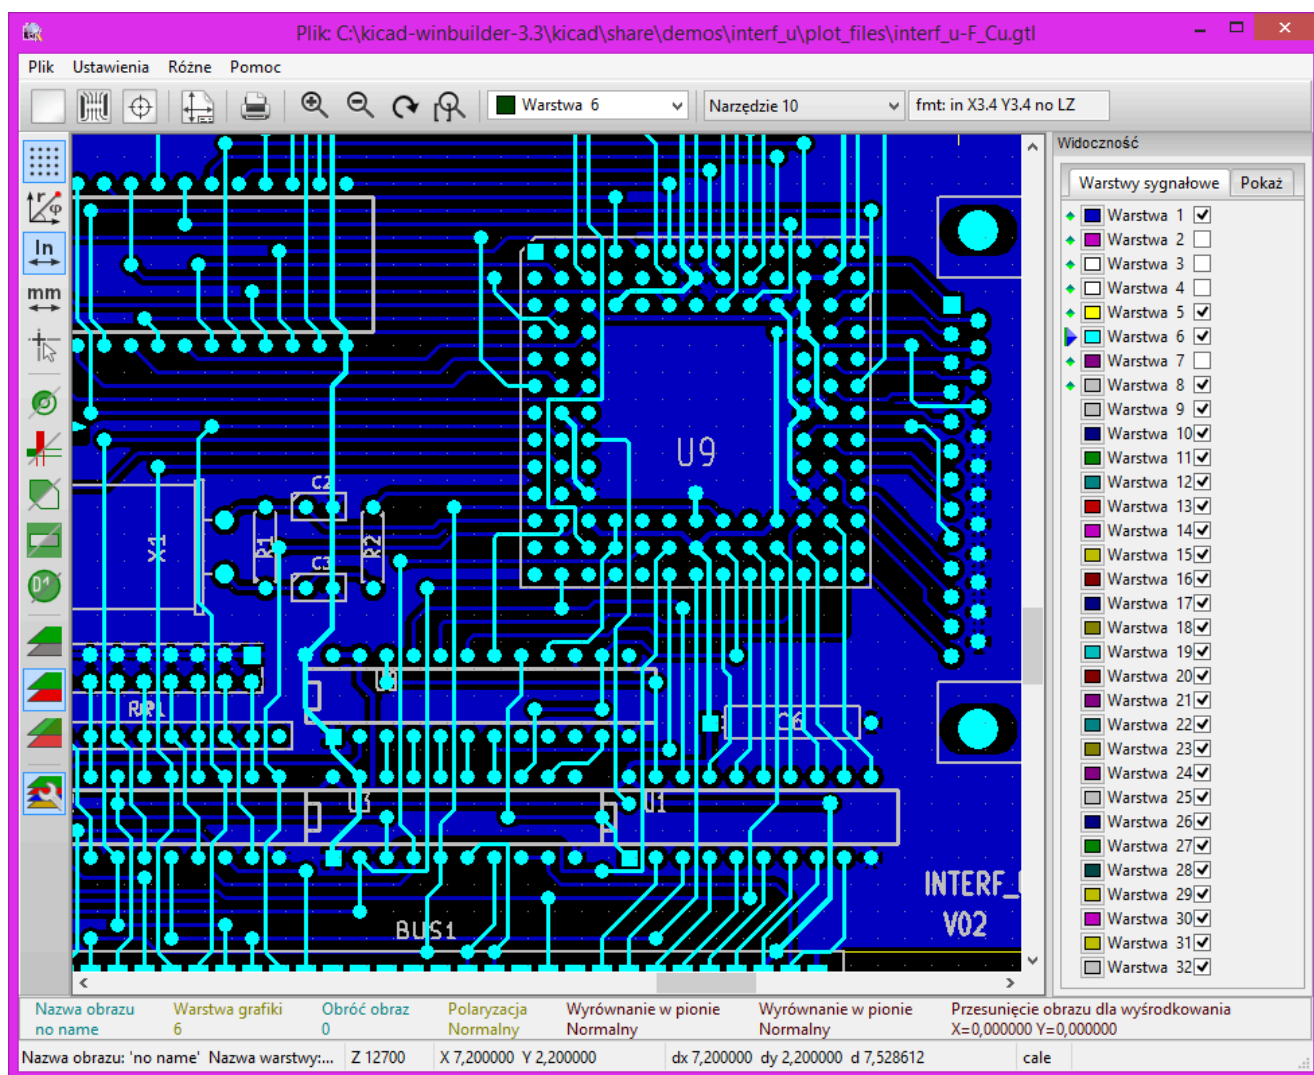 Plik: C:\kicad-winbuilder-3.3\kicad\share\demos\interf_u\plot_files\interf_u-F_Cu.gtl
Plik Ustawienia Różne Pomoc
Warstwa 6
Narzędzie 10
fmt: in X3.4 Y3.4 no LZ
Widoczność
Warstwy sygnałowe
Pokaż
r
φ
In
mm
D1
Warstwa 1
Warstwa 2
Warstwa 3
Warstwa 4
Warstwa 5
Warstwa 6
Warstwa 7
Warstwa 8
Warstwa 9
Warstwa 10
Warstwa 11
Warstwa 12
Warstwa 13
Warstwa 14
Warstwa 15
Warstwa 16
Warstwa 17
Warstwa 18
Warstwa 19
Warstwa 20
Warstwa 21
Warstwa 22
Warstwa 23
Warstwa 24
Warstwa 25
Warstwa 26
Warstwa 27
Warstwa 28
Warstwa 29
Warstwa 30
Warstwa 31
Warstwa 32
U9
C2
X1
R1
R2
C3
C6
U3
U1
INTERF_
V02
BUS1
Nazwa obrazu Warstwa grafiki Obróć obraz Polaryzacja Wyrównanie w pionie Wyrównanie w pionie Przesunięcie obrazu dla wyśrodkowania
no name 6 0 Normalny Normalny Normalny X=0,000000 Y=0,000000
Nazwa obrazu: 'no name' Nazwa warstwy:... Z 12700 X 7,200000 Y 2,200000 dx 7,200000 dy 2,200000 d 7,528612 cale